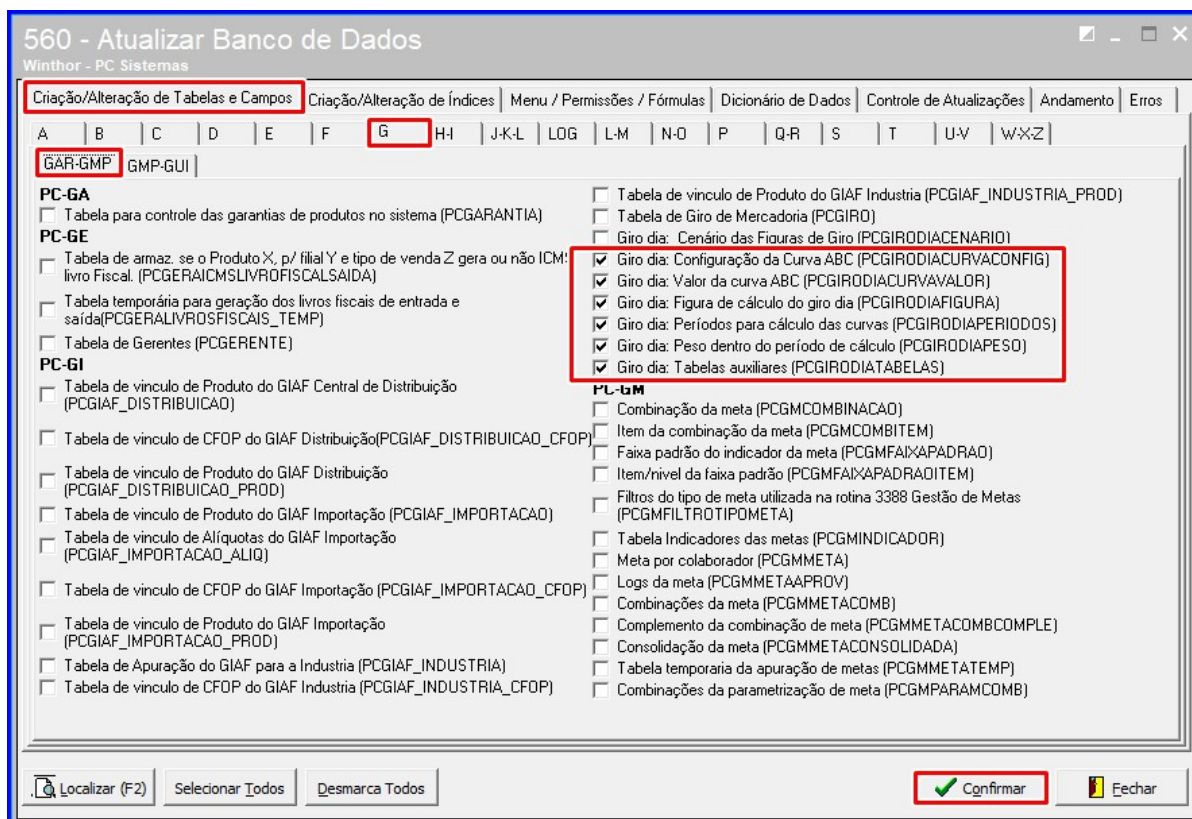 560 - Atualizar Banco de Dados
Winthor - PC Sistemas
Criação/Alteração de Tabelas e Campos Criação/Alteração de Índices Menu / Permissões / Fórmulas Dicionário de Dados Controle de Atualizações Andamento Erros
A B C D E F G H-I J-K-L LOG L-M N-O P Q-R S T U-V W-X-Z
GAR-GMP GMP-GUI
PC-GA
Tabela para controle das garantias de produtos no sistema (PCGARANTIA)
PC-GE
Tabela de armaz. se o Produto X, p/ filial Y e tipo de venda Z gera ou não ICMS
livro Fiscal. (PCGERAICMSLIVROFISCALSAIDA)
Tabela temporária para geração dos livros fiscais de entrada e
saída(PCGERALIVROSFISCAIS_TEMP)
Tabela de Gerentes (PCGERENTE)
PC-GI
Tabela de vinculo de Produto do GIAF Central de Distribuição
(PCGIAF_DISTRIBUICAO)
Tabela de vinculo de CFOP do GIAF Distribuição(PCGIAF_DISTRIBUICAO_CFOP)
Tabela de vinculo de Produto do GIAF Distribuição
(PCGIAF_DISTRIBUICAO_PROD)
Tabela de vinculo de Produto do GIAF Importação (PCGIAF_IMPORTACAO)
Tabela de vinculo de Alíquotas do GIAF Importação
(PCGIAF_IMPORTACAO_ALIQ)
Tabela de vinculo de CFOP do GIAF Importação (PCGIAF_IMPORTACAO_CFOP)
Tabela de vinculo de Produto do GIAF Importação
(PCGIAF_IMPORTACAO_PROD)
Tabela de Apuração do GIAF para a Industria (PCGIAF_INDUSTRIA)
Tabela de vinculo de CFOP do GIAF Industria (PCGIAF_INDUSTRIA_CFOP)
Tabela de vinculo de Produto do GIAF Industria (PCGIAF_INDUSTRIA_PROD)
Tabela de Giro de Mercadoria (PCGIRO)
Giro dia: Cenário das Figuras de Giro (PCGIRODIACENARIO)
Giro dia: Configuração da Curva ABC (PCGIRODIACURVACONFIG)
Giro dia: Valor da curva ABC (PCGIRODIACURVAVALOR)
Giro dia: Figura de cálculo do giro dia (PCGIRODIAFIGURA)
Giro dia: Períodos para cálculo das curvas (PCGIRODIAPERIODOS)
Giro dia: Peso dentro do período de cálculo (PCGIRODIAPESO)
Giro dia: Tabelas auxiliares (PCGIRODIATABELAS)
PC-GM
Combinação da meta (PCGMCOMBINACAO)
Item da combinação da meta (PCGMCOMBITEM)
Faixa padrão do indicador da meta (PCGMFAIXAPADRAO)
Item/nivel da faixa padrão (PCGMFAIXAPADRAOITEM)
Filtros do tipo de meta utilizada na rotina 3388 Gestão de Metas
(PCGMFILTROTIPOMETA)
Tabela Indicadores das metas (PCGMINDICADOR)
Meta por colaborador (PCGMMETA)
Logs da meta (PCGMMETAAPROV)
Combinações da meta (PCGMMETACOMB)
Complemento da combinação de meta (PCGMMETACOMBCOMPLE)
Consolidação da meta (PCGMMETACONSOLIDADA)
Tabela temporaria da apuração de metas (PCGMMETATEMP)
Combinações da parametrização de meta (PCGMPARAMCOMB)
Localizar (F2) Selecionar Todos Desmarca Todos Confirmar Fechar